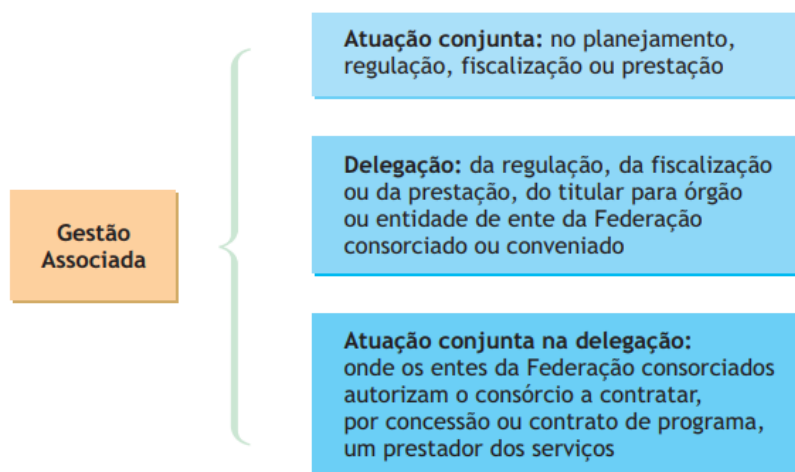 Gestão
Associada
Atuação conjunta: no planejamento,
regulação, fiscalização ou prestação
Delegação: da regulação, da fiscalização
ou da prestação, do titular para órgão
ou entidade de ente da Federação
consorciado ou conveniado
Atuação conjunta na delegação:
onde os entes da Federação consorciados
autorizam o consórcio a contratar,
por concessão ou contrato de programa,
um prestador dos serviços